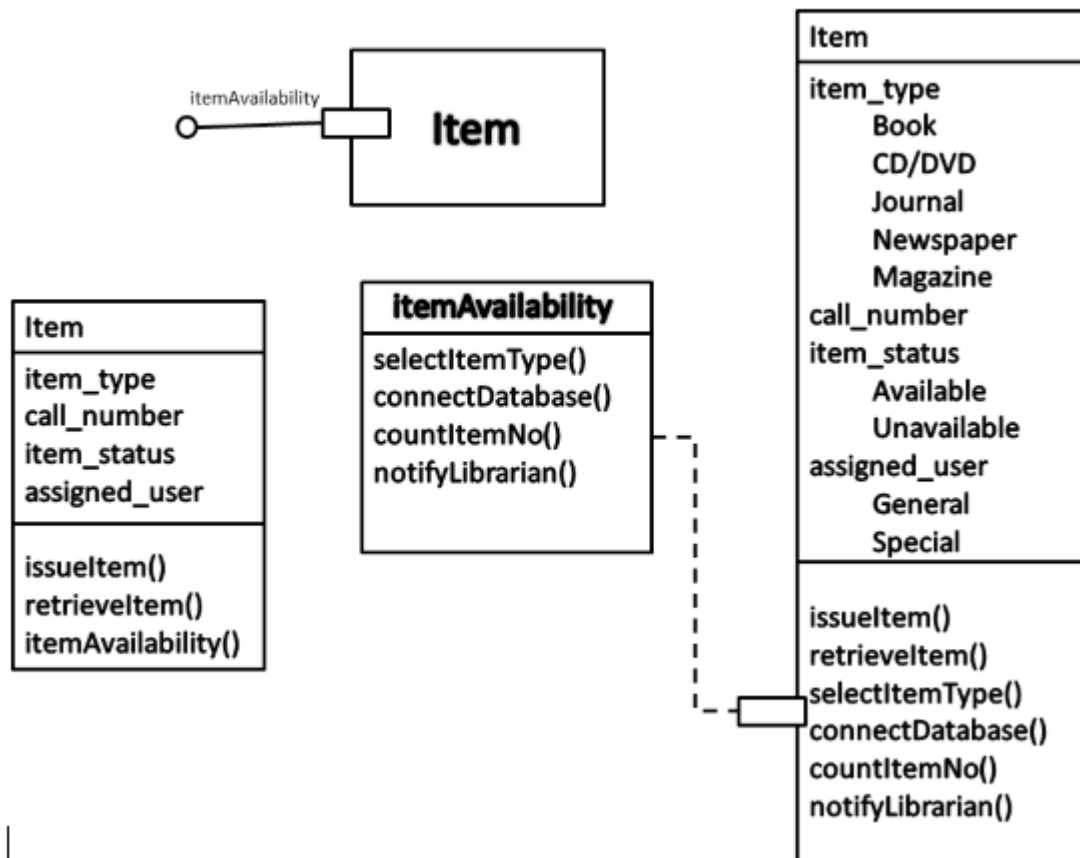 itemAvailability
Item
Item
item_type
call_number
item_status
assigned_user
issueItem()
retrieveItem()
itemAvailability()
itemAvailability
selectItemType()
connectDatabase()
countItemNo()
notifyLibrarian()
Item
item_type
Book
CD/DVD
Journal
Newspaper
Magazine
call_number
item_status
Available
Unavailable
assigned_user
General
Special
issueItem()
retrieveItem()
selectItemType()
connectDatabase()
countItemNo()
notifyLibrarian()